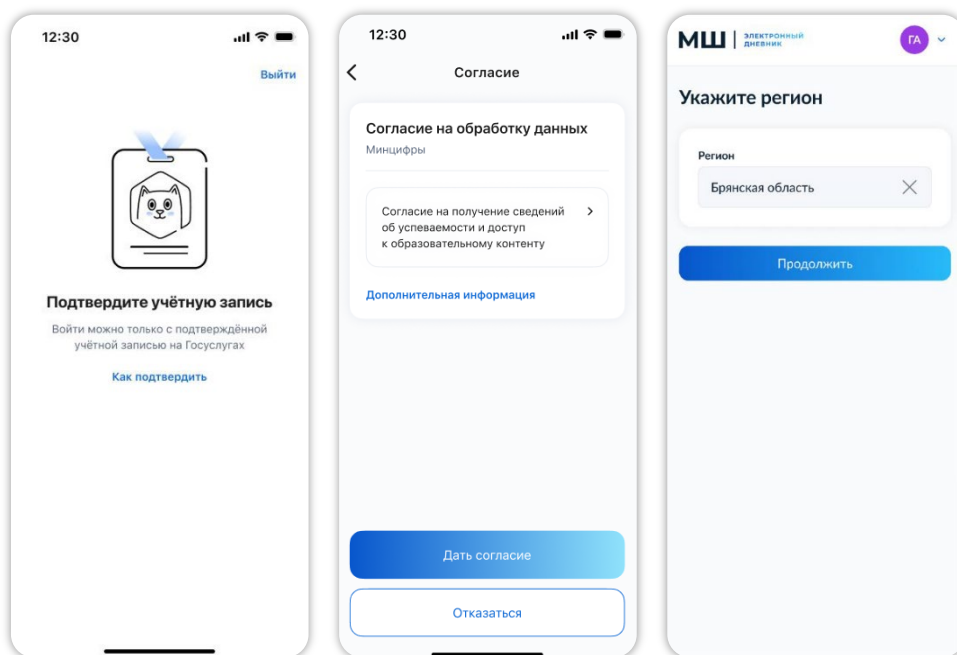 12:30
Выйти
Подтвердите учётную запись
Войти можно только с подтверждённой
учётной записью на Госуслугах
Как подтвердить
12:30
Согласие
Согласие на обработку данных
Минцифры
Согласие на получение сведений
об успеваемости и доступ
к образовательному контенту
Дополнительная информация
Дать согласие
Отказаться
МШ
ЭЛЕКТРОННЫЙ
ДНЕВНИК
ГА
Укажите регион
Регион
Брянская область
Продолжить